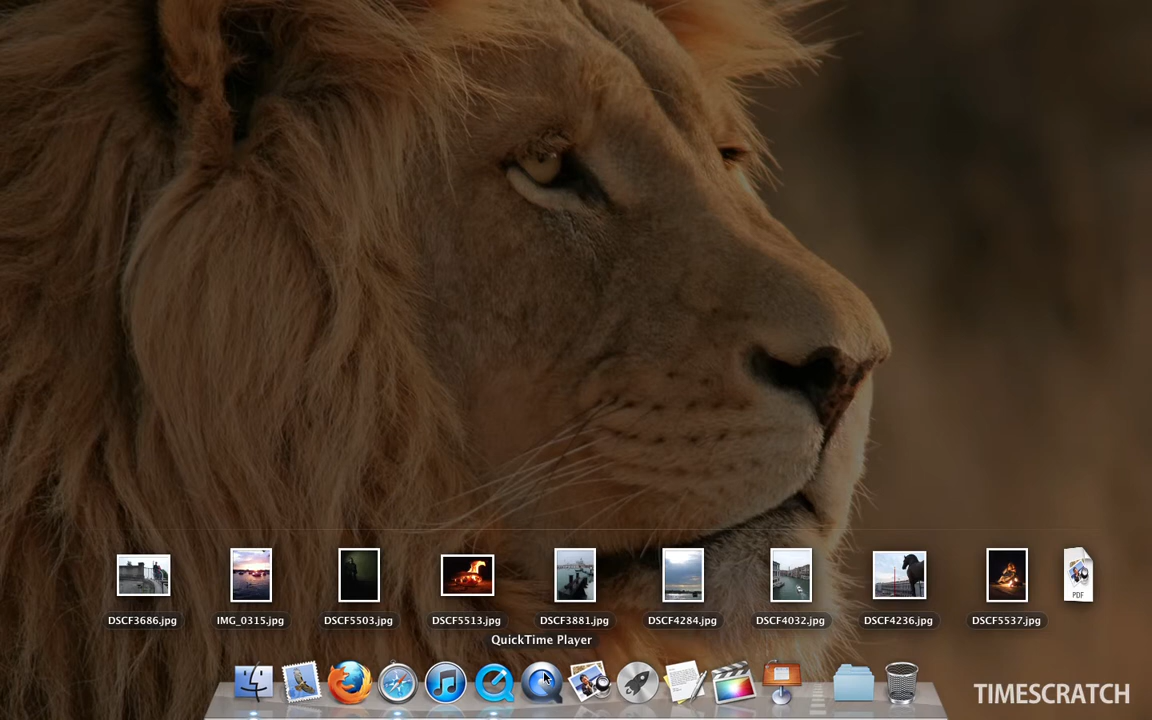 DSCF3686.jpg IMG_0315.jpg DSCF5503.jpg DSCF5513.jpg DSCF3881.jpg DSCF4284.jpg DSCF4032.jpg DSCF4236.jpg DSCF5537.jpg PDF
QuickTime Player
TIMESCRATCH